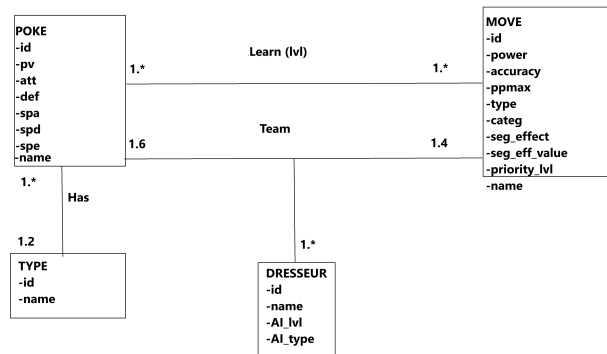 POKE
-id
-pv
-att
-def
-spa
-spd
-spe
-name
Learn (lvl)
1.*
1.*
MOVE
-id
-power
-accuracy
-ppmax
-type
-categ
-seg_effect
-seg_eff_value
-priority_lvl
-name
Team
1.6
1.4
1.*
Has
1.2
1.*
TYPE
-id
-name
DRESSEUR
-id
-name
-AI_lvl
-AI_type